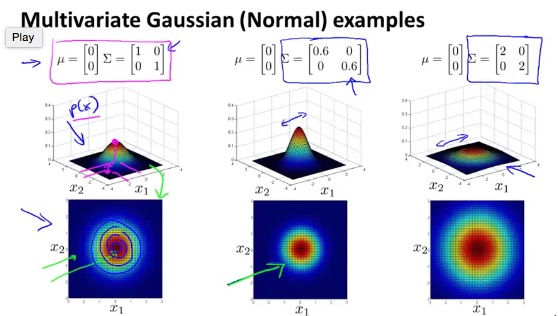 Multivariate Gaussian (Normal) examples
Play
μ = [0 0] Σ = [1 0 0 1]
μ = [0 0] Σ = [0.6 0 0 0.6]
μ = [0 0] Σ = [2 0 0 2]
p(x)
x2 x1
x2 x1
x2 x1
x2
x1
x2
x1
x2
x1